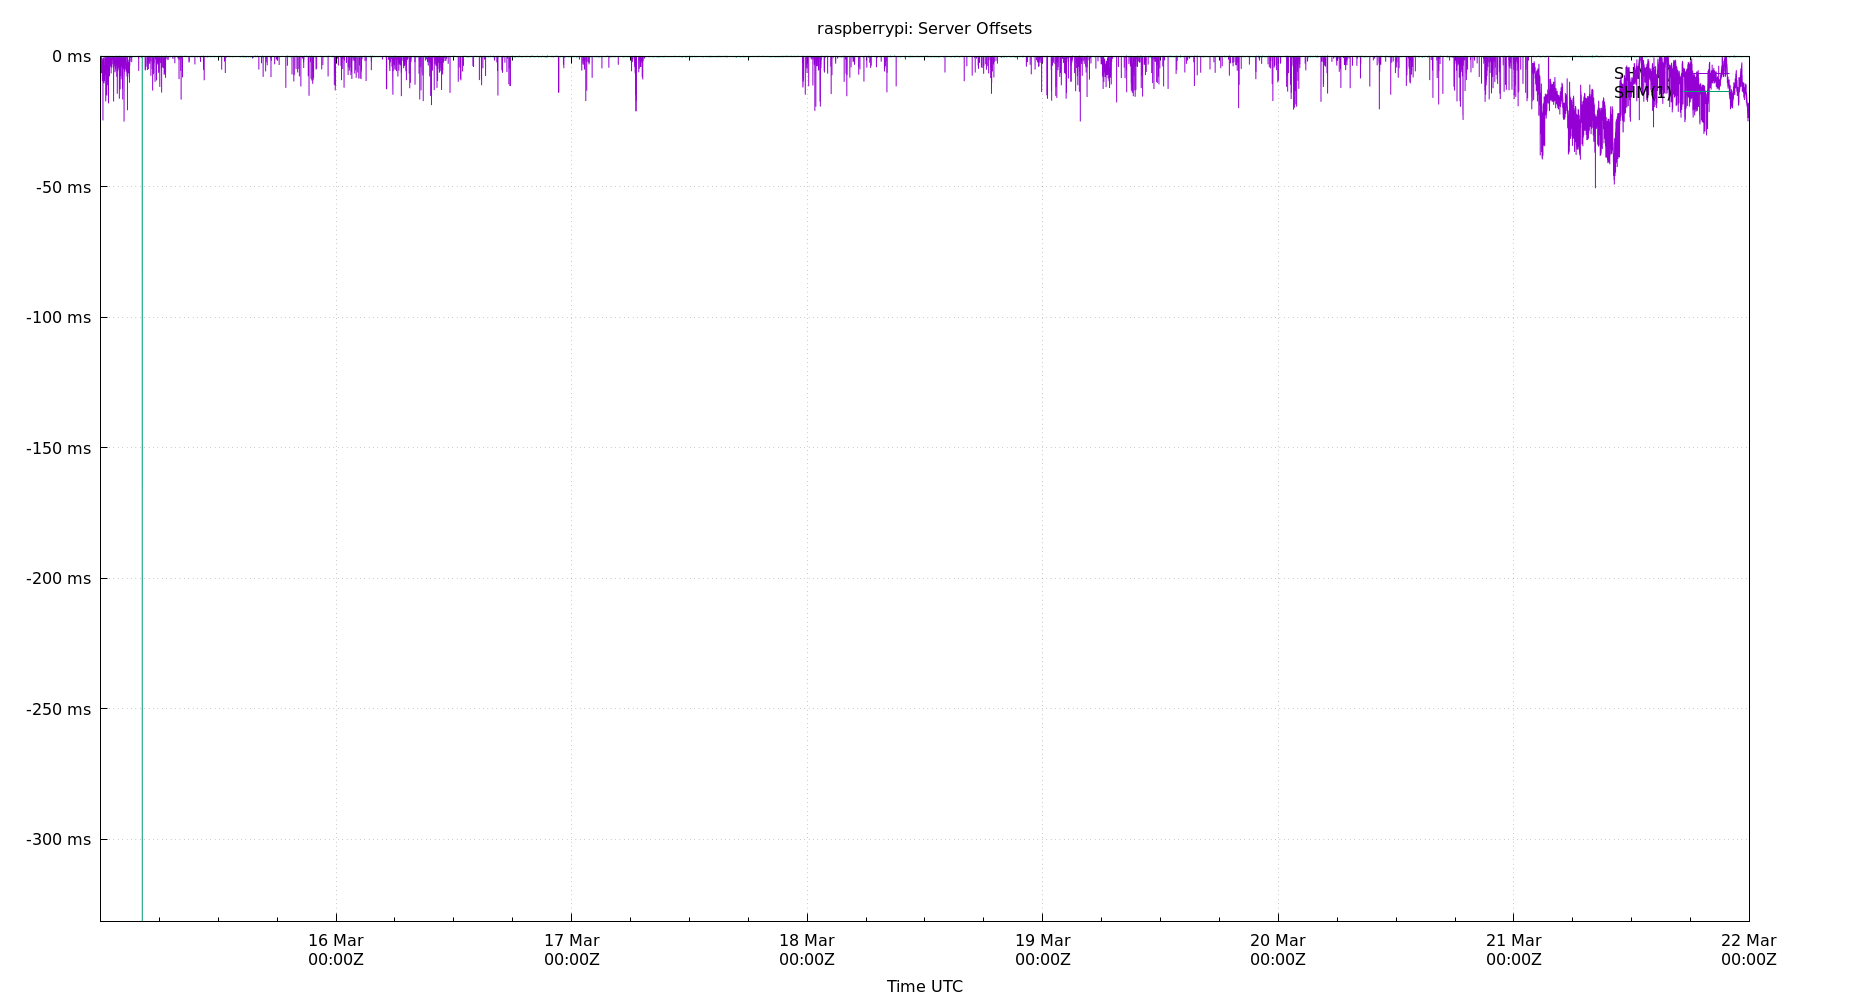 raspberrypi: Server Offsets
0 ms
SHM(1)
-50 ms
-100 ms
-150 ms
-200 ms
-250 ms
-300 ms
16 Mar 17 Mar 18 Mar 19 Mar 20 Mar 21 Mar 22 Mar
00:00Z 00:00Z 00:00Z 00:00Z 00:00Z 00:00Z 00:00Z
Time UTC